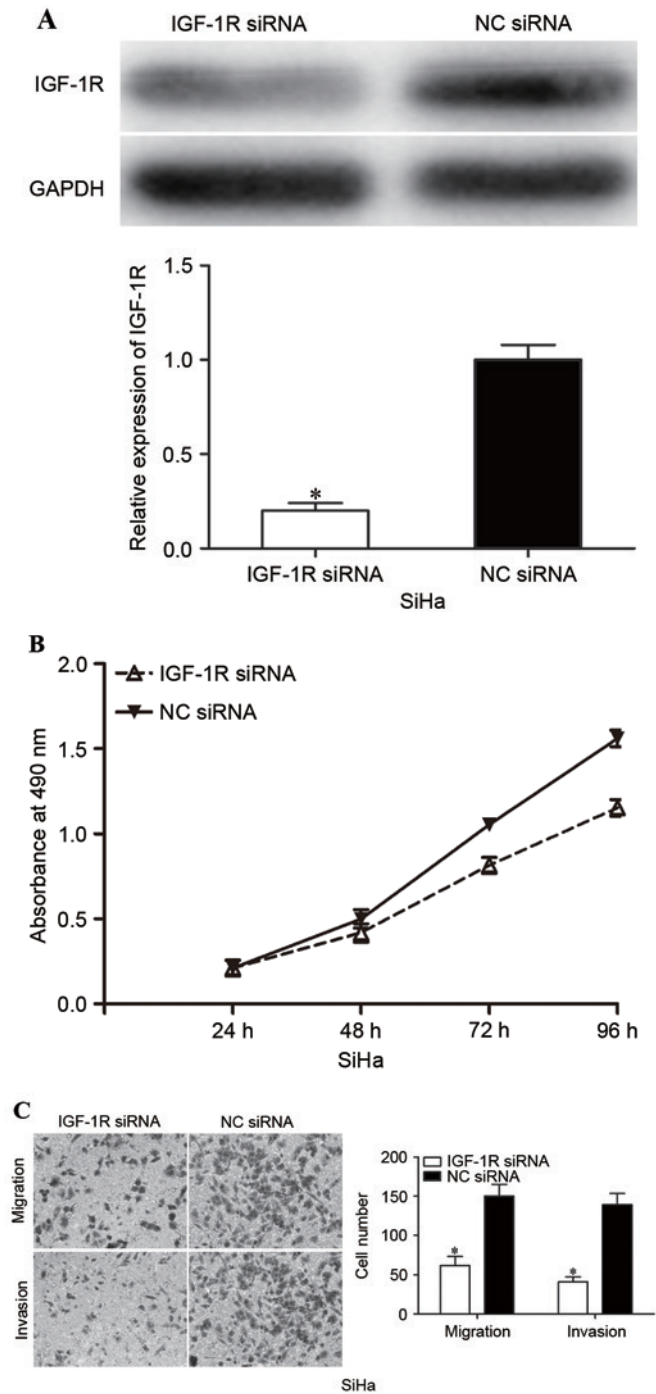 A
IGF-1R siRNA NC siRNA
IGF-1R
GAPDH
Relative expression of IGF-1R
1.5
1.0
0.5
0.0
*
IGF-1R siRNA NC siRNA
SiHa
B
Absorbance at 490 nm
2.0
1.5
1.0
0.5
0.0
IGF-1R siRNA
NC siRNA
24 h 48 h 72 h 96 h
SiHa
C
IGF-1R siRNA NC siRNA
Migration
Invasion
Cell number
200
150
100
50
0
IGF-1R siRNA
NC siRNA
* *
Migration Invasion
SiHa